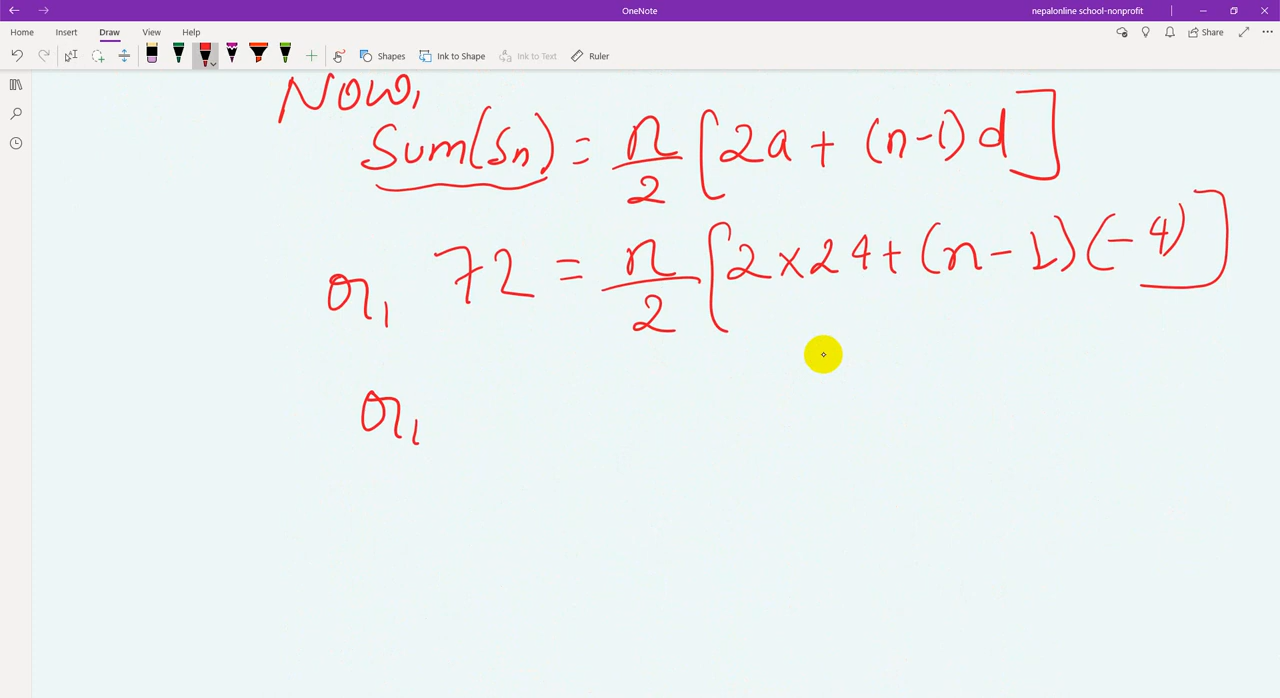 OneNote
nepalonline school-nonprofit
Home Insert Draw View Help
Share
Shapes Ink to Shape Ink to Text Ruler
Now,
Sum(Sn) = n/2 [2a + (n-1)d]
or, 72 = n/2 [2×24+(n-1)(-4)]
or,